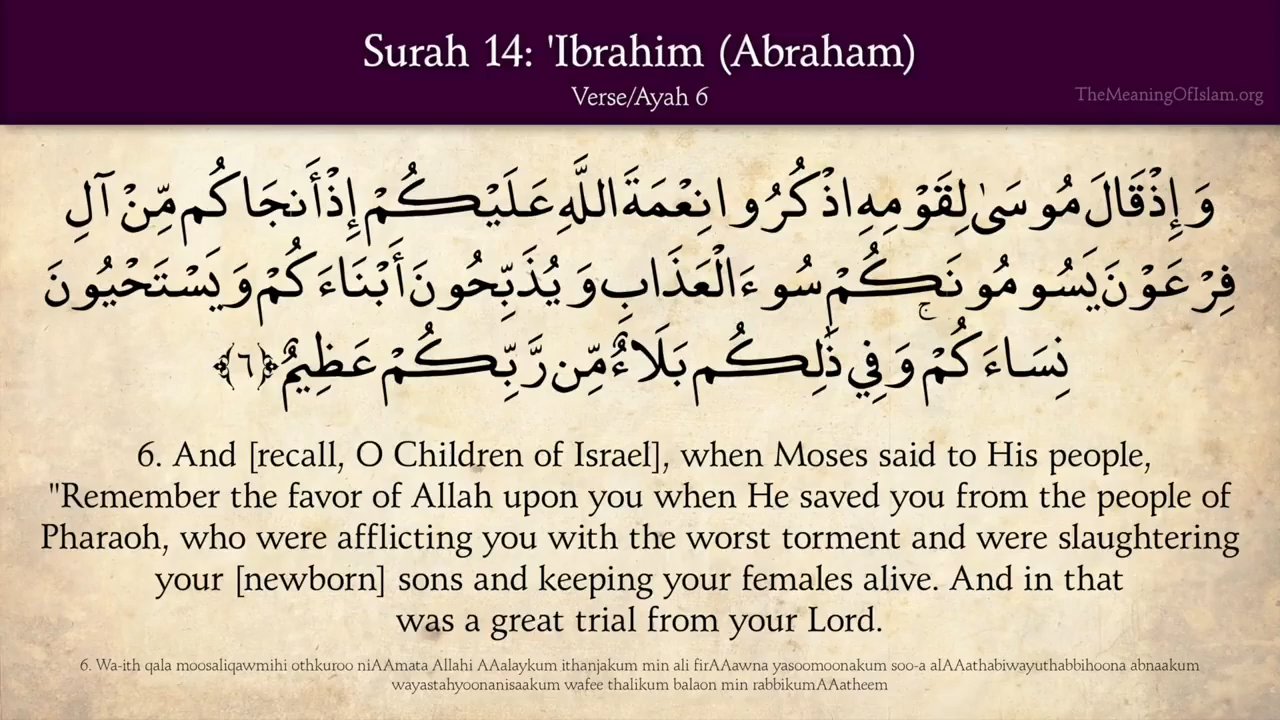 Surah 14: 'Ibrahim (Abraham)
Verse/Ayah 6
TheMeaningOfIslam.org
وَإِذْ قَالَ مُوسَىٰ لِقَوْمِهِ اذْكُرُوا نِعْمَةَ اللَّهِ عَلَيْكُمْ إِذْ أَنجَاكُم مِّنْ آلِ
فِرْعَوْنَ يَسُومُونَكُمْ سُوءَ الْعَذَابِ وَيُذَبِّحُونَ أَبْنَاءَكُمْ وَيَسْتَحْيُونَ
نِسَاءَكُمْ ۚ وَفِي ذَٰلِكُم بَلَاءٌ مِّن رَّبِّكُمْ عَظِيمٌ ﴿٦﴾
6. And [recall, O Children of Israel], when Moses said to His people,
"Remember the favor of Allah upon you when He saved you from the people of
Pharaoh, who were afflicting you with the worst torment and were slaughtering
your [newborn] sons and keeping your females alive. And in that
was a great trial from your Lord.
6. Wa-ith qala moosaliqawmihi othkuroo niAAmata Allahi AAalaykum ithanjakum min ali firAAawna yasoomoonakum soo-a alAAathabiwayuthabbihoona abnaakum
wayastahyoonanisaakum wafee thalikum balaon min rabbikumAAatheem